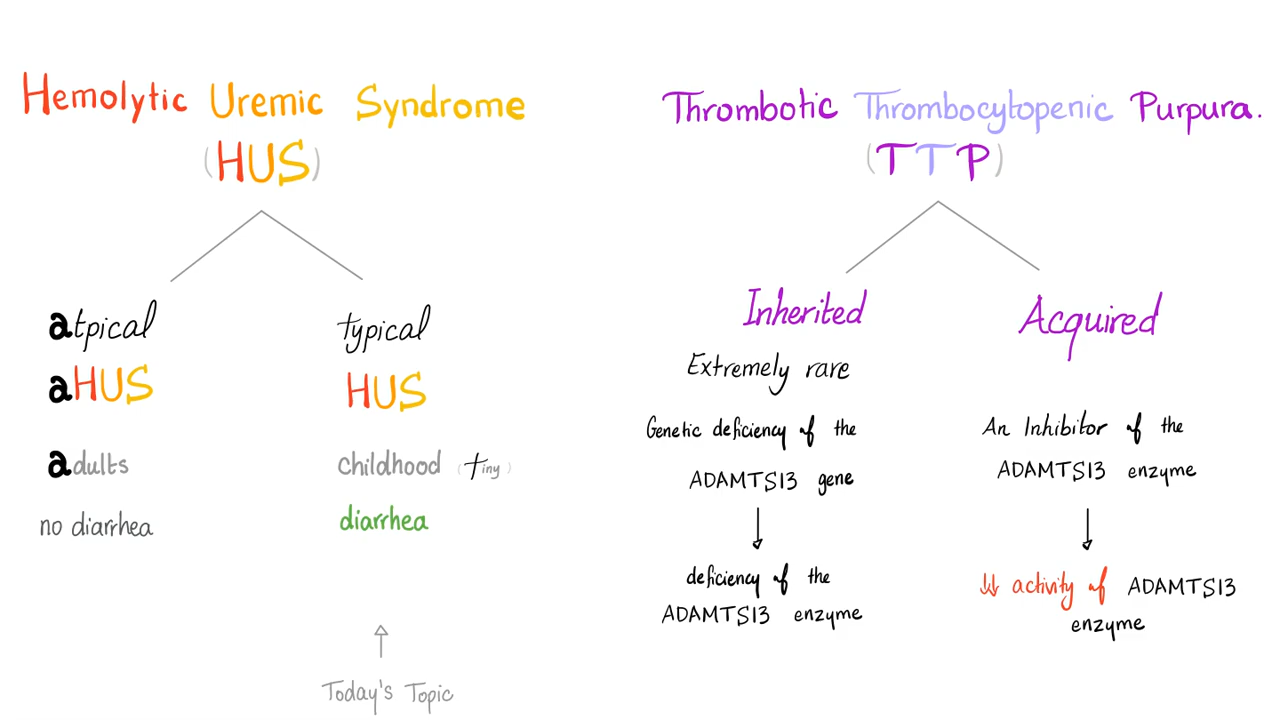 Hemolytic Uremic Syndrome
(HUS)
atpical
aHUS
adults
no diarrhea
typical
HUS
childhood (tiny)
diarrhea
Today's Topic
Thrombotic Thrombocytopenic Purpura.
(TTP)
Inherited
Extremely rare
Genetic deficiency of the
ADAMTS13 gene
deficiency of the
ADAMTS13 enzyme
Acquired
An Inhibitor of the
ADAMTS13 enzyme
↓↓ activity of ADAMTS13
enzyme